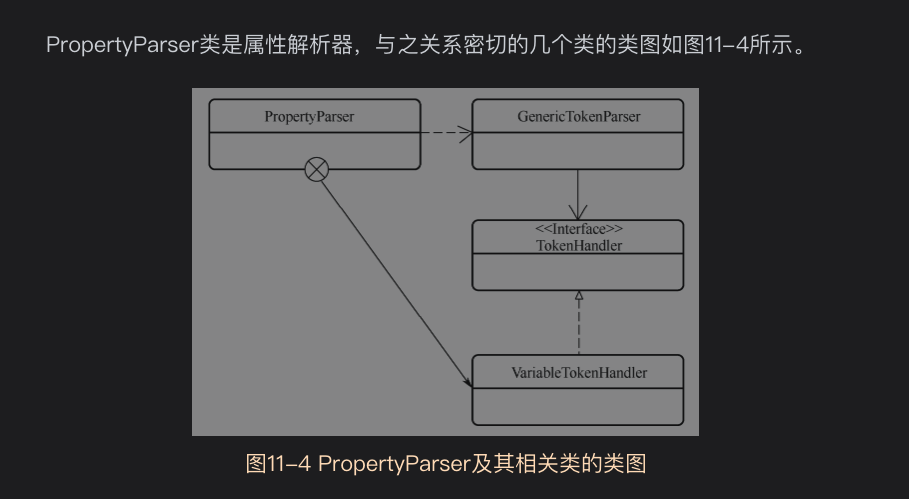 PropertyParser类是属性解析器，与之关系密切的几个类的类图如图11-4所示。
PropertyParser
GenericTokenParser
<<Interface>>
TokenHandler
VariableTokenHandler
图11-4 PropertyParser及其相关类的类图